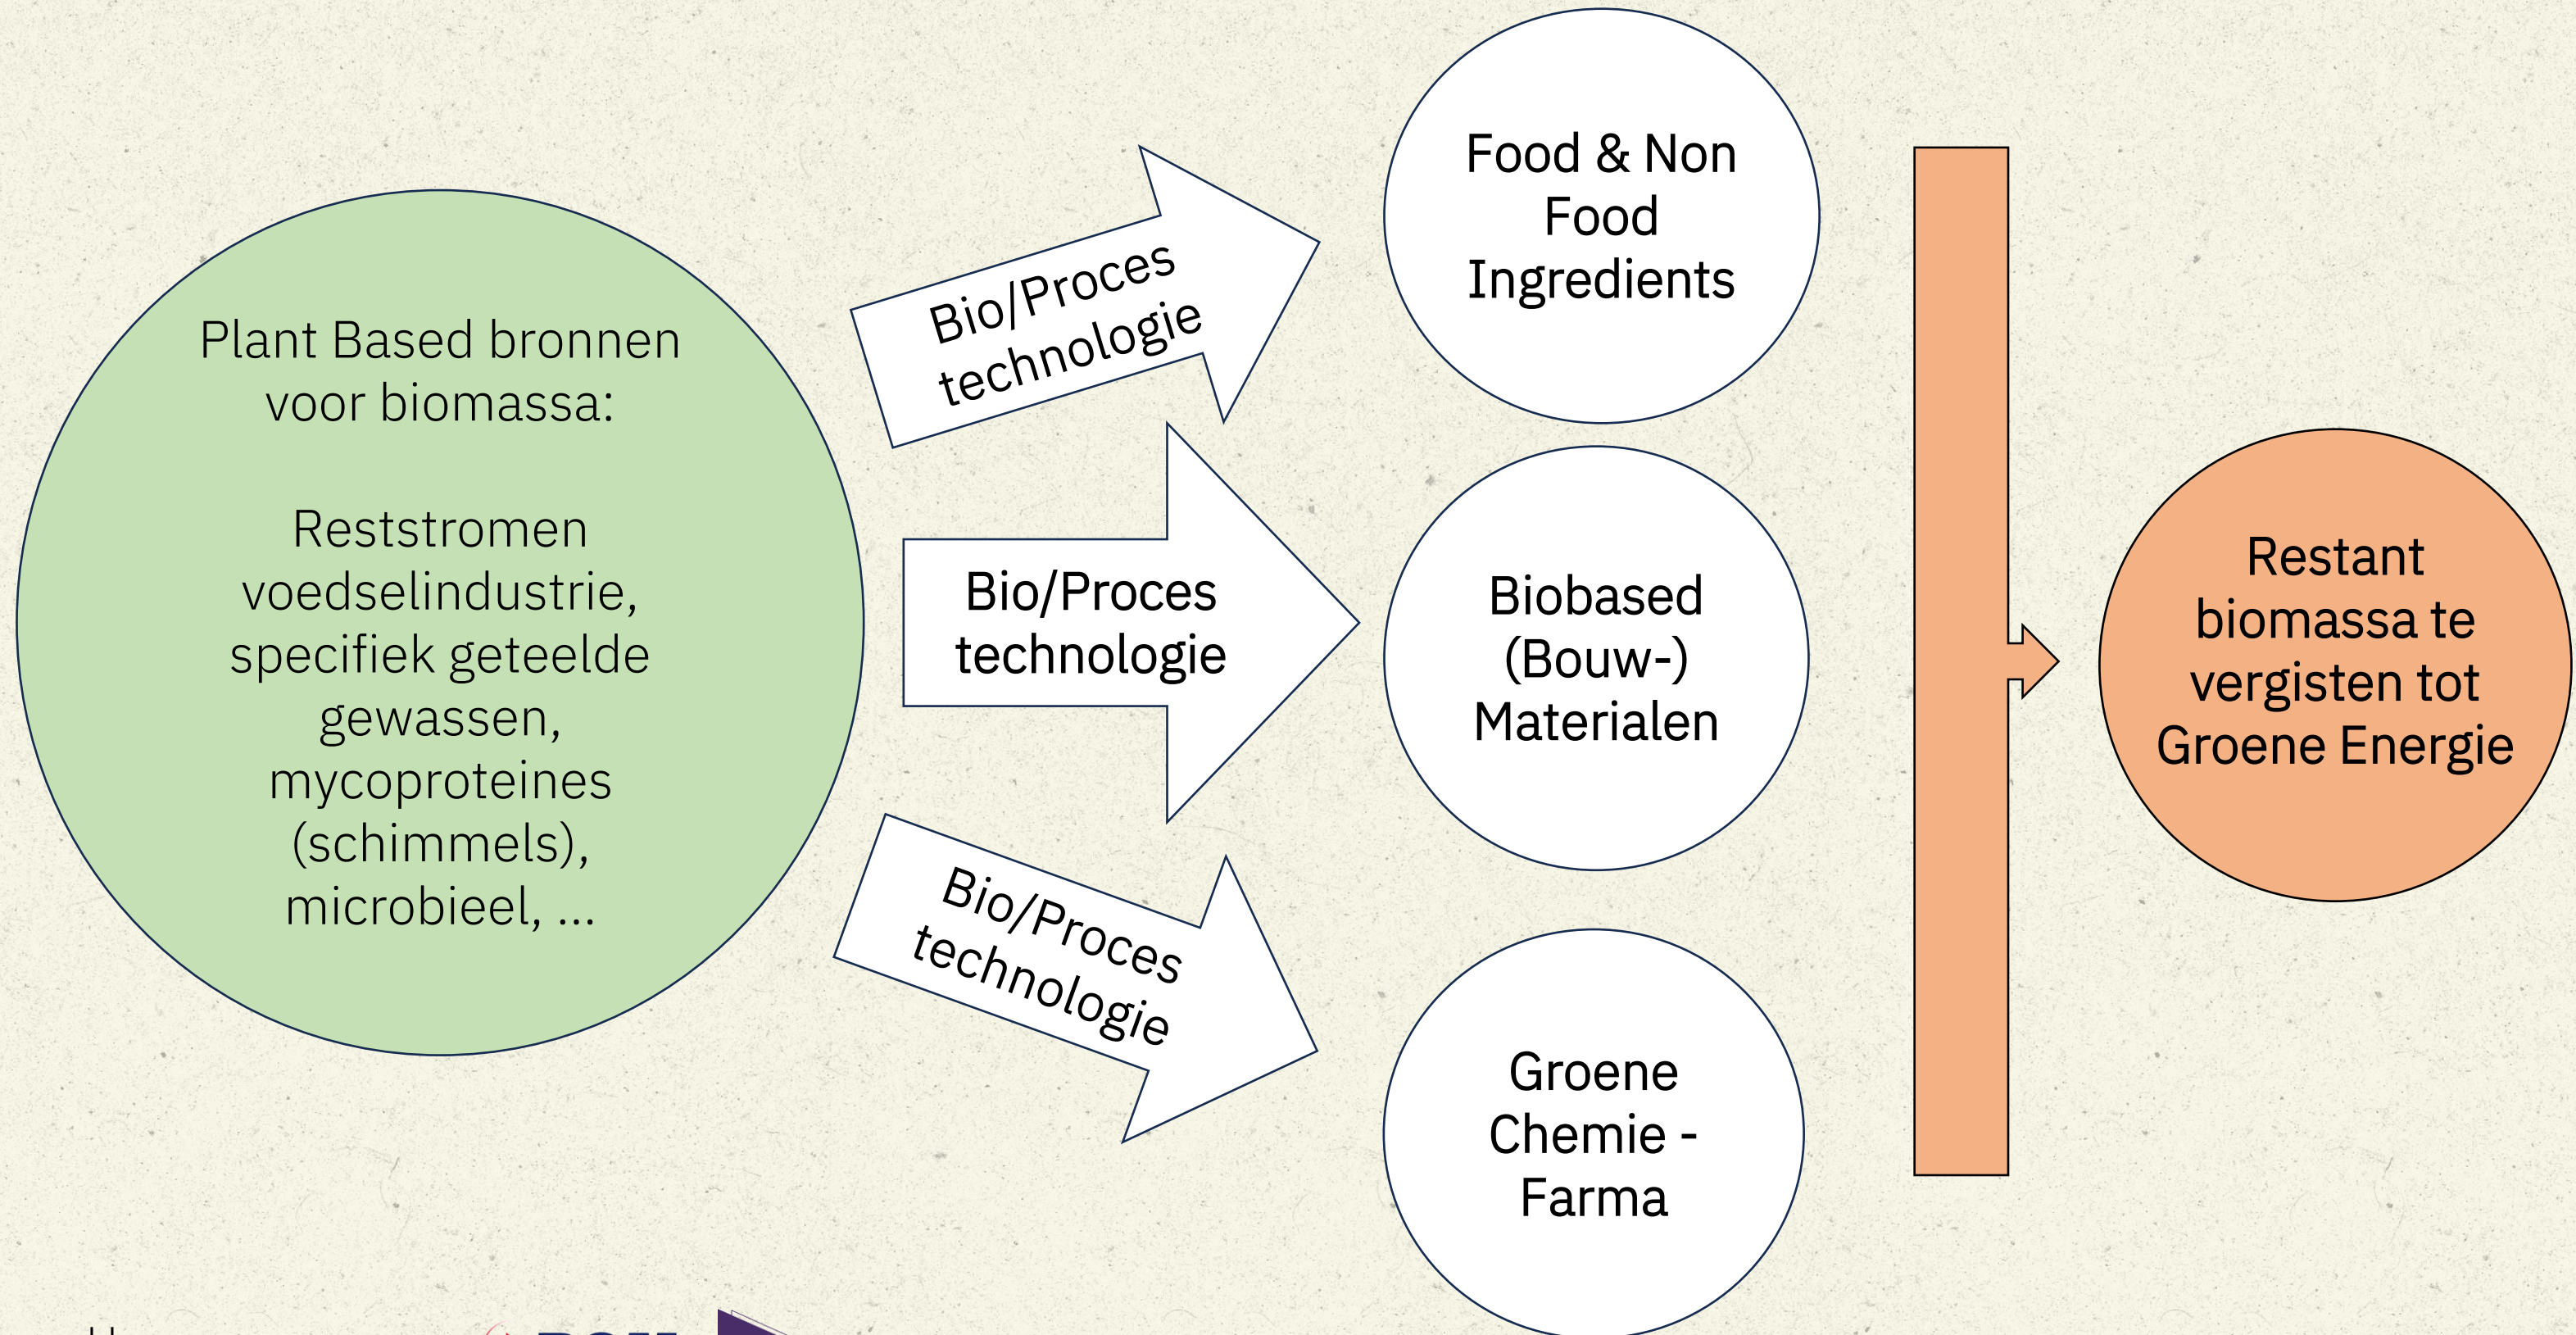 Plant Based bronnen
voor biomassa:
Reststromen
voedselindustrie,
specifiek geteelde
gewassen,
mycoproteines
(schimmels),
microbieel, ...
Bio/Proces
technologie
Bio/Proces
technologie
Bio/Proces
technologie
Food & Non
Food
Ingredients
Biobased
(Bouw-)
Materialen
Groene
Chemie -
Farma
Restant
biomassa te
vergisten tot
Groene Energie